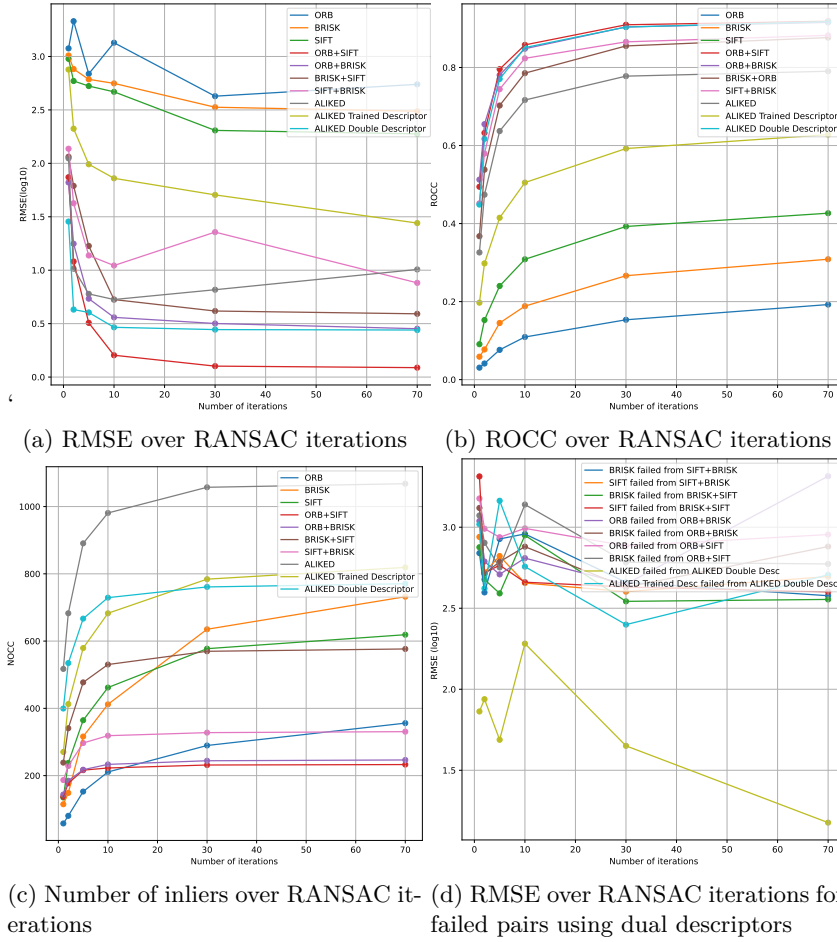 ORB
BRISK
SIFT
ORB+SIFT
ORB+BRISK
BRISK+SIFT
SIFT+BRISK
ALIKED
ALIKED Trained Descriptor
ALIKED Double Descriptor
RMSE(log10)
3.0
2.5
2.0
1.5
1.0
0.5
0.0
0 10 20 30 40 50 60 70
Number of iterations
‘
(a) RMSE over RANSAC iterations
ORB
BRISK
SIFT
ORB+SIFT
ORB+BRISK
BRISK+ORB
SIFT+BRISK
ALIKED
ALIKED Trained Descriptor
ALIKED Double Descriptor
ROCC
0.8
0.6
0.4
0.2
0.0
0 10 20 30 40 50 60 70
Number of iterations
(b) ROCC over RANSAC iterations
ORB
BRISK
SIFT
ORB+SIFT
ORB+BRISK
BRISK+SIFT
SIFT+BRISK
ALIKED
ALIKED Trained Descriptor
ALIKED Double Descriptor
NOCC
1000
800
600
400
200
0 10 20 30 40 50 60 70
Number of iterations
(c) Number of inliers over RANSAC it-
erations
BRISK failed from SIFT+BRISK
SIFT failed from SIFT+BRISK
BRISK failed from BRISK+SIFT
SIFT failed from BRISK+SIFT
ORB failed from ORB+BRISK
BRISK failed from ORB+BRISK
ORB failed from ORB+SIFT
BRISK failed from ORB+SIFT
ALIKED failed from ALIKED Double Desc
ALIKED Trained Desc failed from ALIKED Double Desc
RMSE (log10)
3.0
2.5
2.0
1.5
0 10 20 30 40 50 60 70
Number of iterations
(d) RMSE over RANSAC iterations fo
failed pairs using dual descriptors